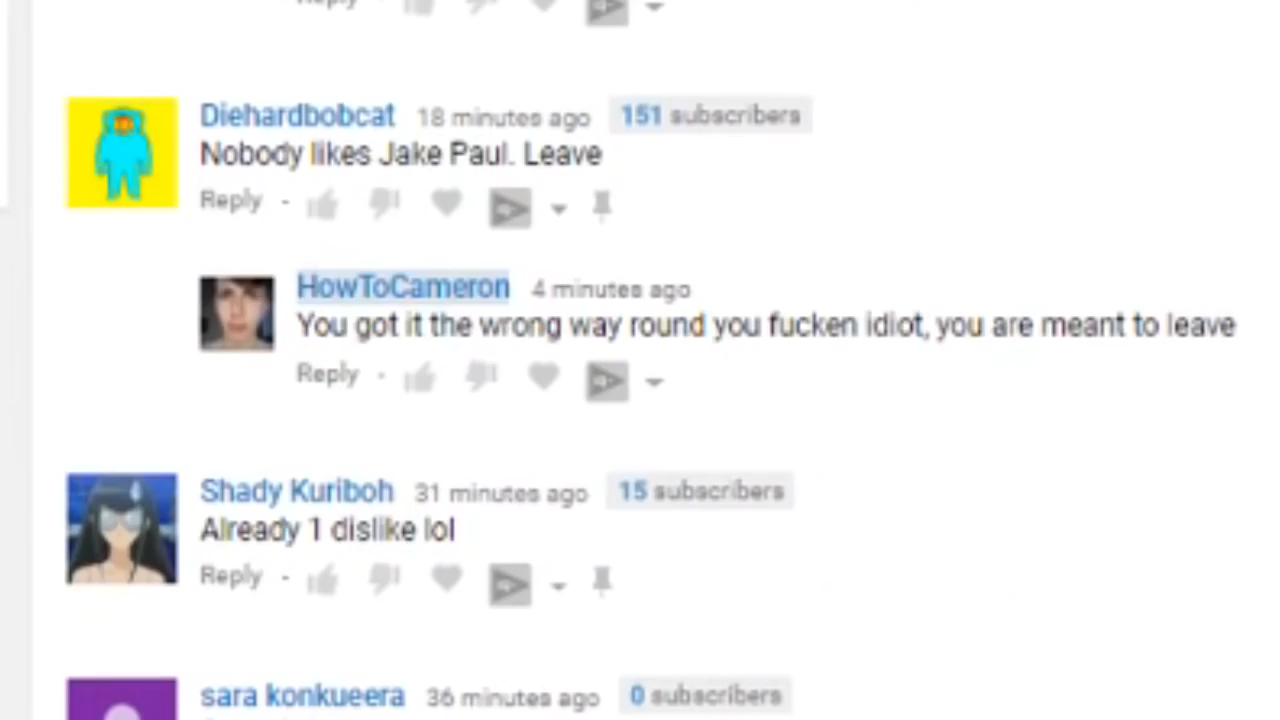 Reply
Diehardbobcat 18 minutes ago 151 subscribers
Nobody likes Jake Paul. Leave
Reply
HowToCameron 4 minutes ago
You got it the wrong way round you fucken idiot, you are meant to leave
Reply
Shady Kuriboh 31 minutes ago 15 subscribers
Already 1 dislike lol
Reply
sara konkueera 36 minutes ago 0 subscribers